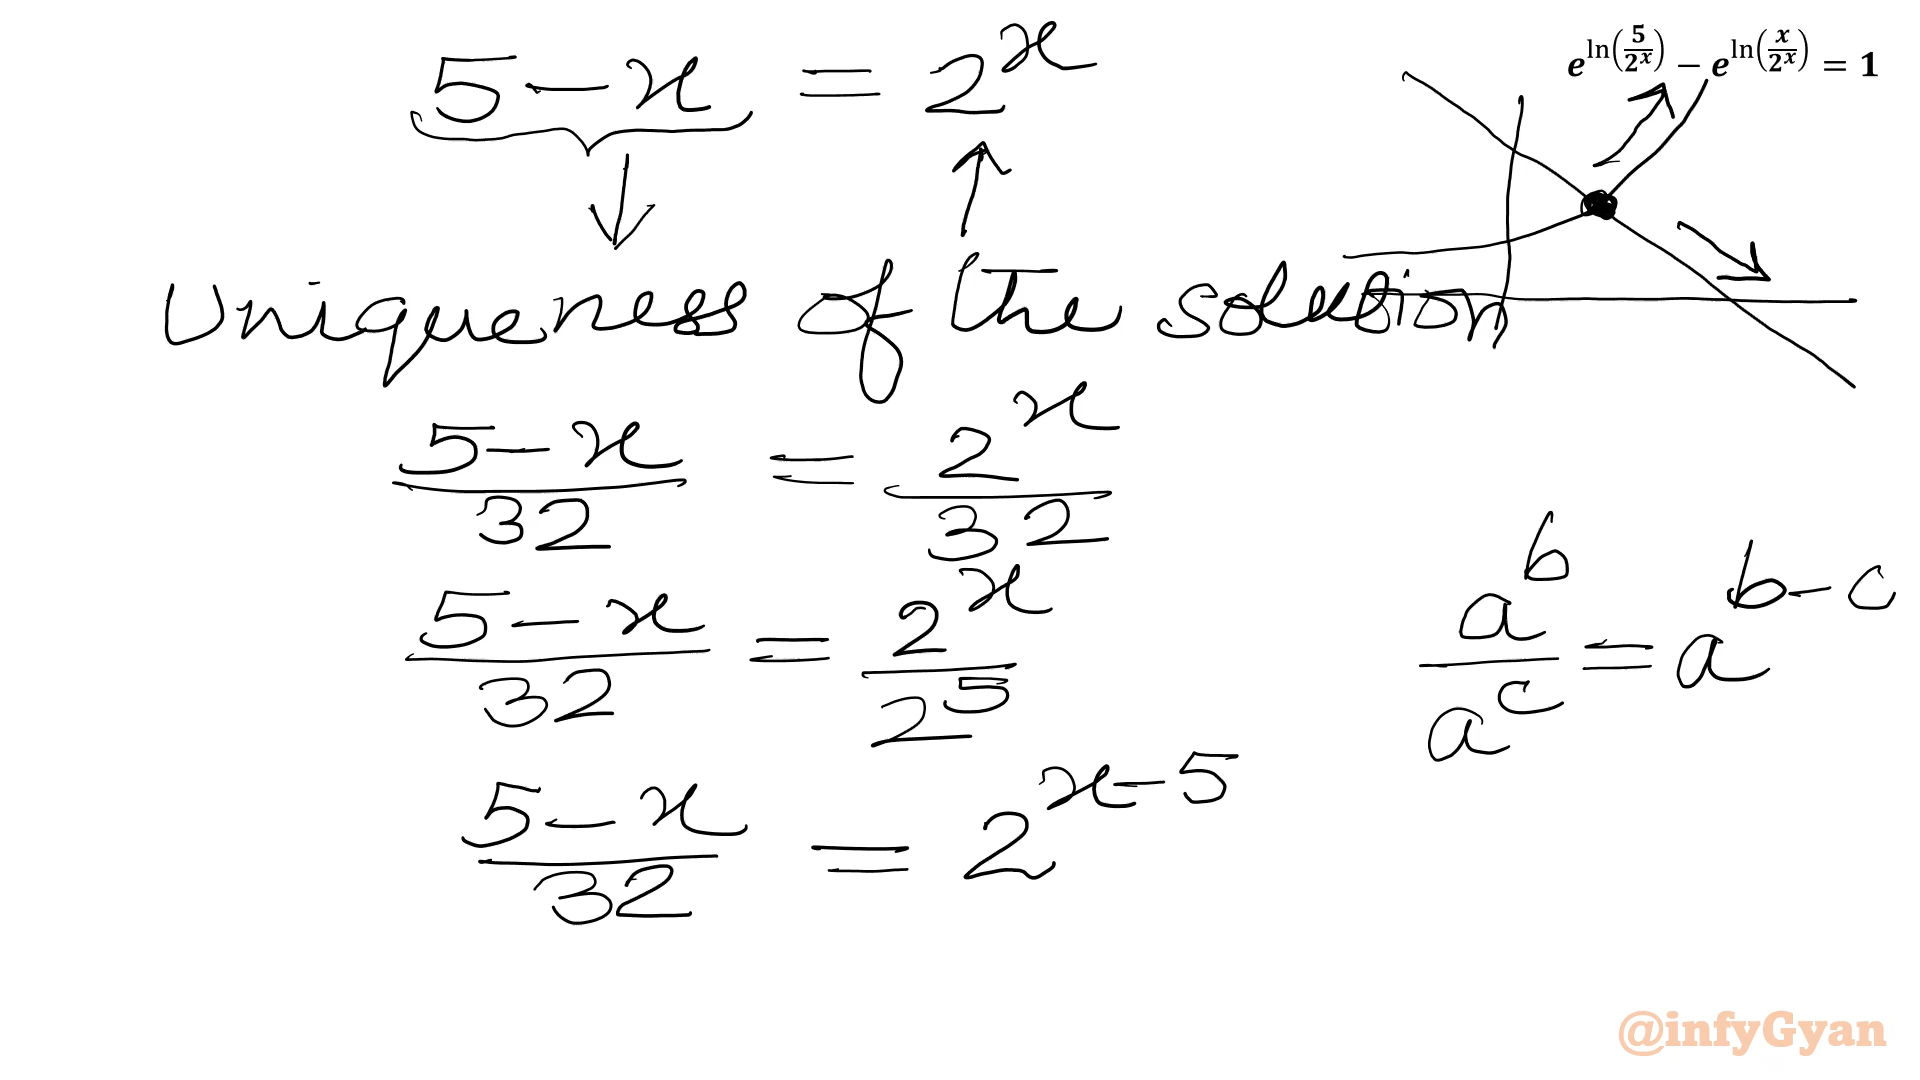 5 - x = 2^x
e^{ln(5/2^x)} - e^{ln(x/2^x)} = 1
Uniqueness of the solution
(5 - x)/32 = 2^x/32
(5 - x)/32 = 2^x/2^5
a^b/a^c = a^{b-c}
(5 - x)/32 = 2^{x-5}
@infyGyan